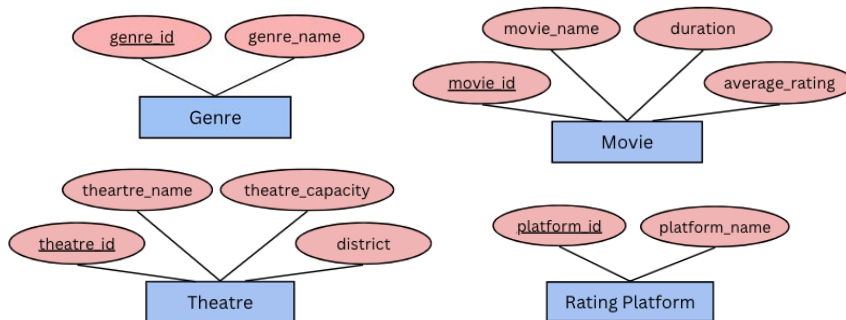 genre_id
genre_name
Genre
movie_name
duration
movie_id
average_rating
Movie
theartre_name
theatre_capacity
theatre_id
district
Theatre
platform_id
platform_name
Rating Platform